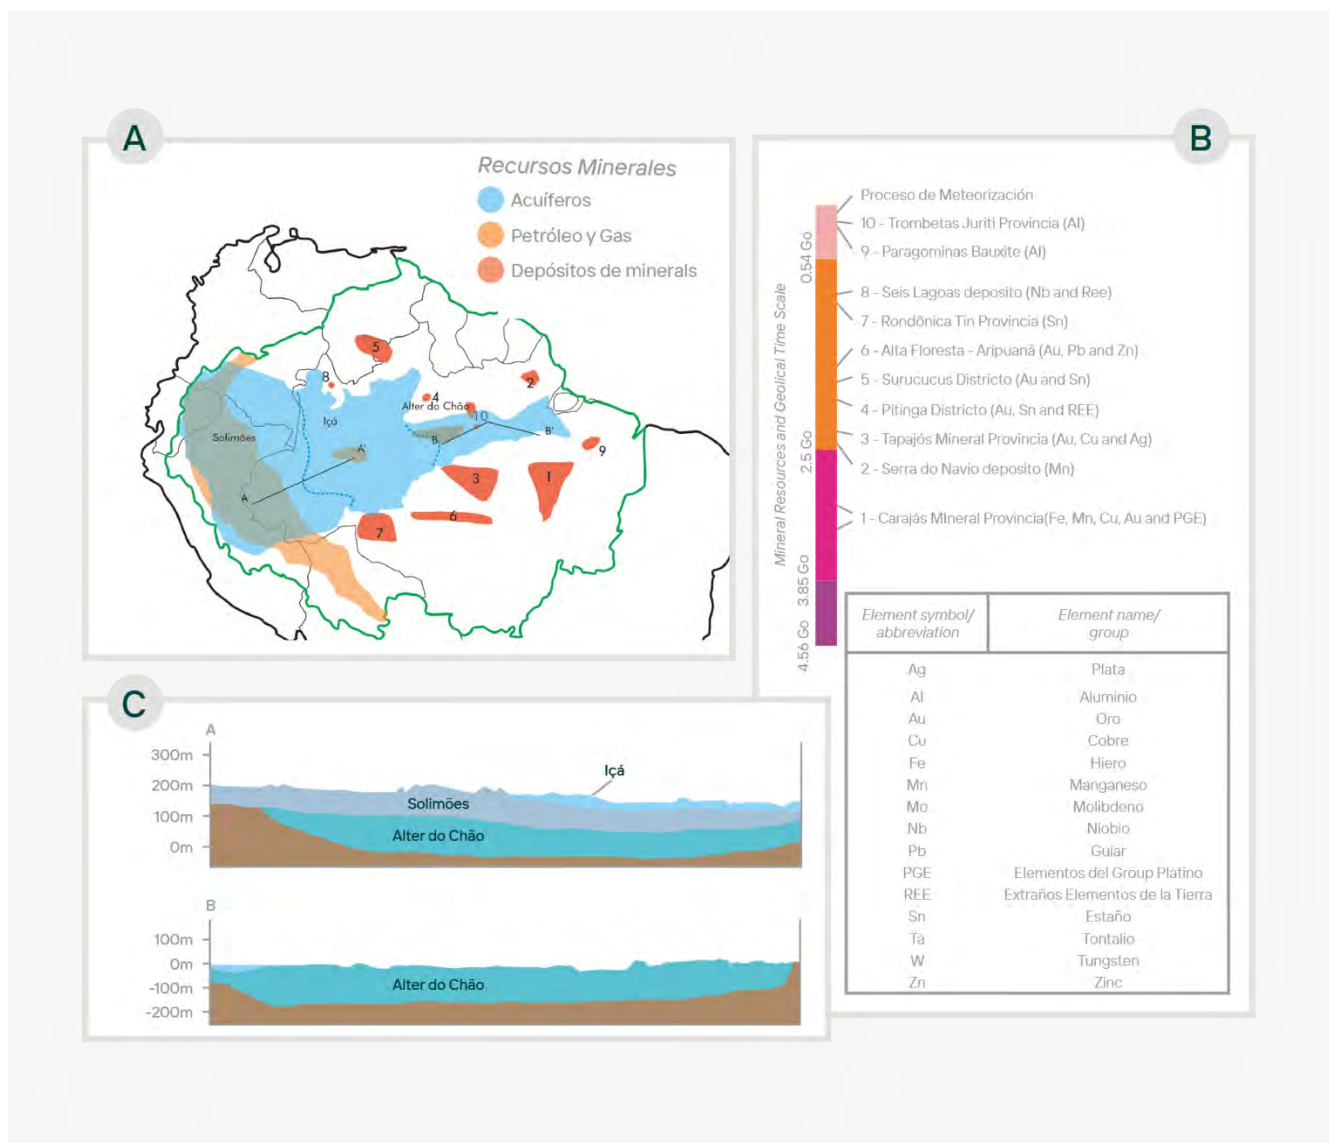 A
Recursos Minerales
Acuíferos
Petróleo y Gas
Depósitos de minerals
5
8
2
4
Alter do Chão
10
Içá
Solimões
B
B'
A'
9
A
3
1
6
7
B
Mineral Resources and Geolical Time Scale
0.54 Go
2.5 Go
3.85 Go
4.56 Go
Proceso de Meteorización
10 - Trombetas Juriti Provincia (Al)
9 - Paragominas Bauxite (Al)
8 - Seis Lagoas deposito (Nb and Ree)
7 - Rondônica Tin Provincia (Sn)
6 - Alta Floresta - Aripuanã (Au, Pb and Zn)
5 - Surucucus Districto (Au and Sn)
4 - Pitinga Districto (Au, Sn and REE)
3 - Tapajós Mineral Provincia (Au, Cu and Ag)
2 - Serra do Navio deposito (Mn)
1 - Carajás MIneral Provincia(Fe, Mn, Cu, Au and PGE)
Element symbol/ abbreviation
Element name/ group
Ag Plata
Al Aluminio
Au Oro
Cu Cobre
Fe Hiero
Mn Manganeso
Mo Molibdeno
Nb Niobio
Pb Guiar
PGE Elementos del Group Platino
REE Extraños Elementos de la Tierra
Sn Estaño
Ta Tontalio
W Tungsten
Zn Zinc
C
A
300m
200m
100m
0m
Içá
Solimões
Alter do Chão
B
100m
0m
-100m
-200m
Alter do Chão